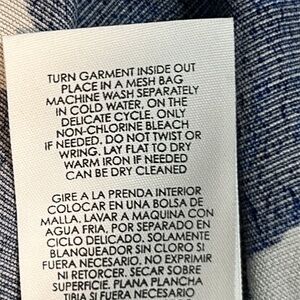 TURN GARMENT INSIDE OUT
PLACE IN A MESH BAG
MACHINE WASH SEPARATELY
IN COLD WATER, ON THE
DELICATE CYCLE. ONLY
NON-CHLORINE BLEACH
IF NEEDED. DO NOT TWIST OR
WRING. LAY FLAT TO DRY
WARM IRON IF NEEDED
CAN BE DRY CLEANED
GIRE A LA PRENDA INTERIOR
COLOCAR EN UNA BOLSA DE
MALLA. LAVAR A MAQUINA CON
AGUA FRIA, POR SEPARADO EN
CICLO DELICADO. SOLAMENTE
BLANQUEADOR SIN CLORO SI
FUERA NECESARIO. NO EXPRIMIR
NI RETORCER. SECAR SOBRE
SUPERFICIE. PLANA PLANCHA
TIBIA SI FUERA NECESARIO